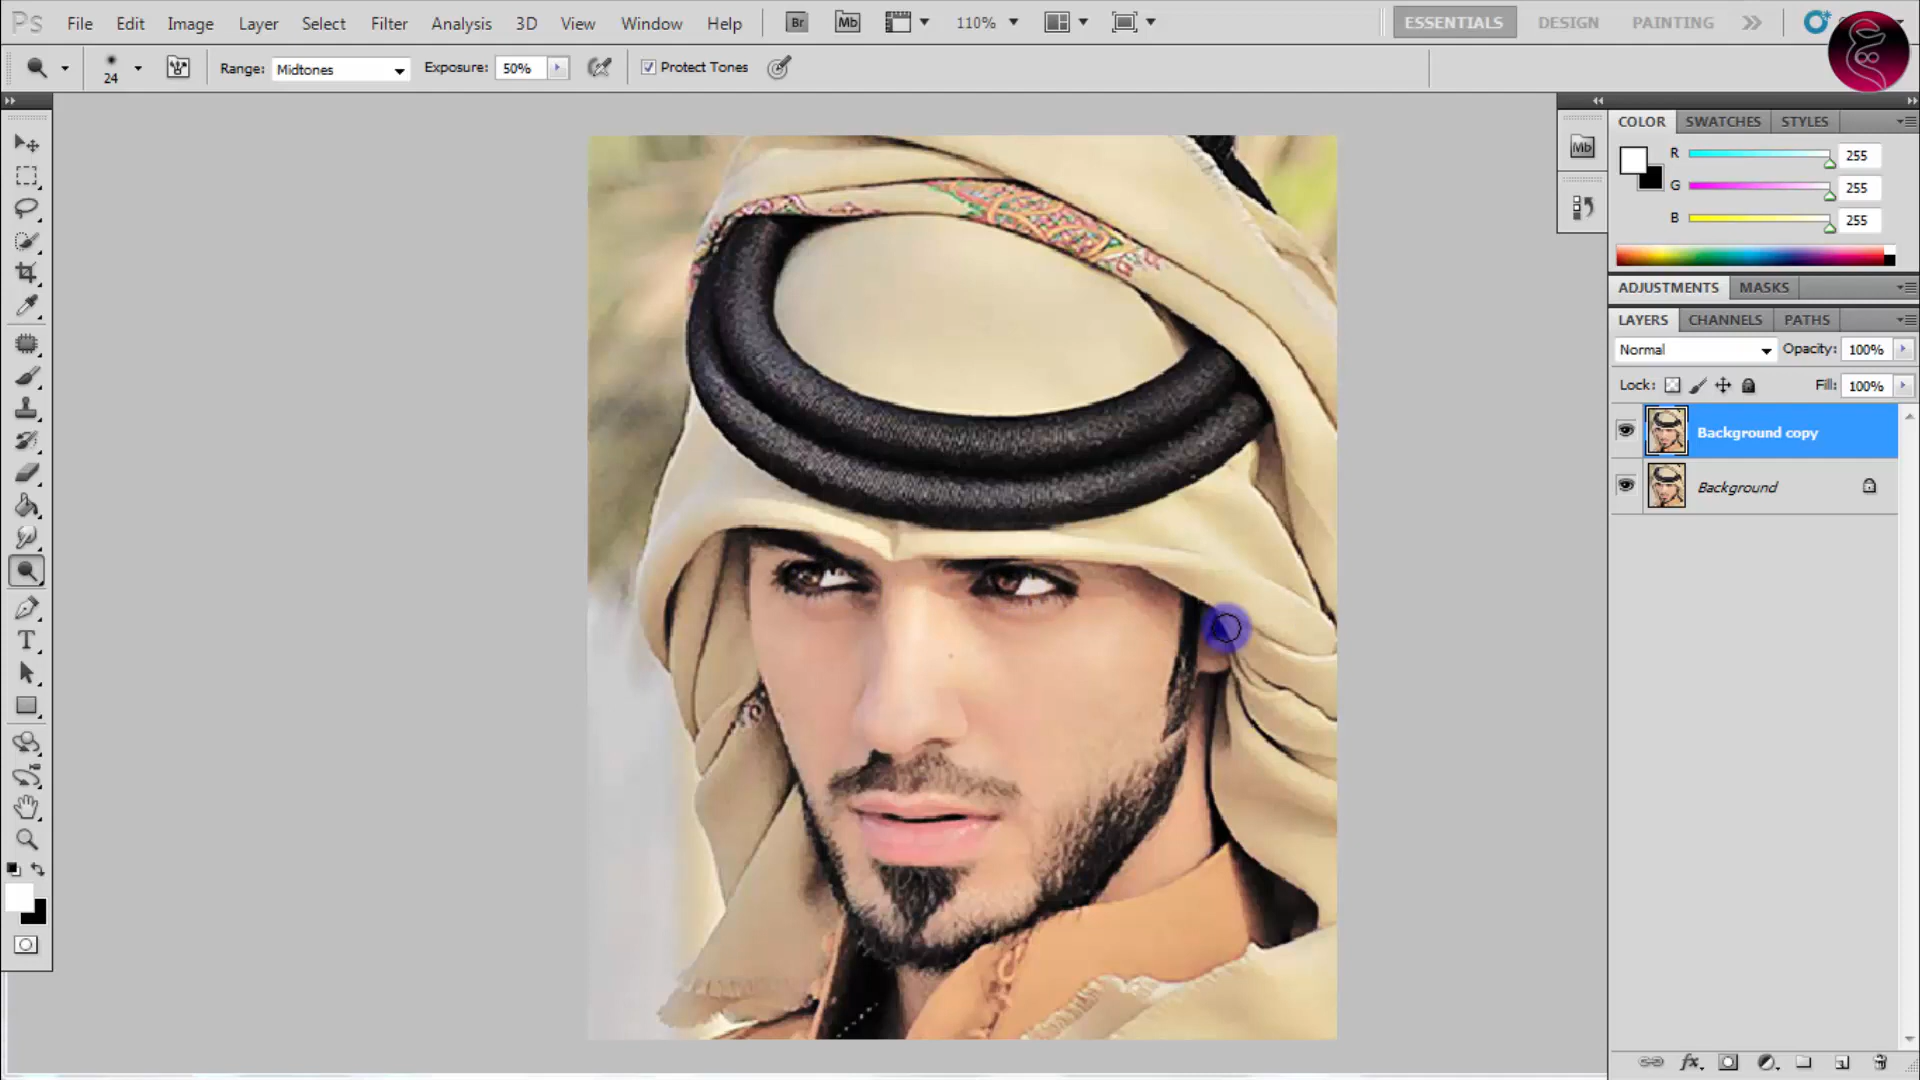 Ps File Edit Image Layer Select Filter Analysis 3D View Window Help Br Mb 110% ESSENTIALS DESIGN PAINTING
24 Range: Midtones Exposure: 50% Protect Tones
COLOR SWATCHES STYLES
Mb
R 255
G 255
B 255
ADJUSTMENTS MASKS
LAYERS CHANNELS PATHS
Normal Opacity: 100%
Lock: Fill: 100%
Background copy
Background
T
fx